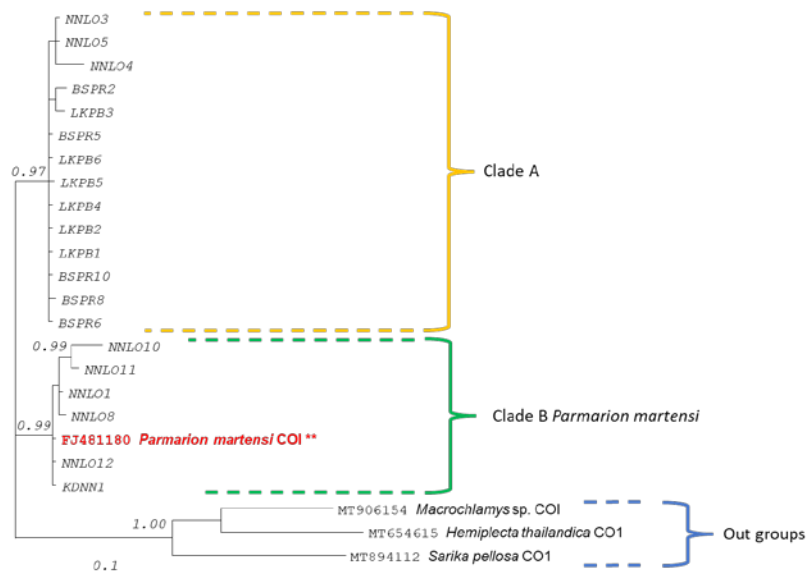 NNLO3
NNLO5
NNLO4
BSPR2
LKPB3
BSPR5
LKPB6
0.97
LKPB5
Clade A
LKPB4
LKPB2
LKPB1
BSPR10
BSPR8
BSPR6
0.99 NNLO10
NNLO11
NNLO1
NNLO8
Clade B Parmarion martensi
0.99
FJ481180 Parmarion martensi COI **
NNLO12
KDNN1
MT906154 Macrochlamys sp. COI
1.00
MT654615 Hemiplecta thailandica CO1
Out groups
MT894112 Sarika pellosa CO1
0.1